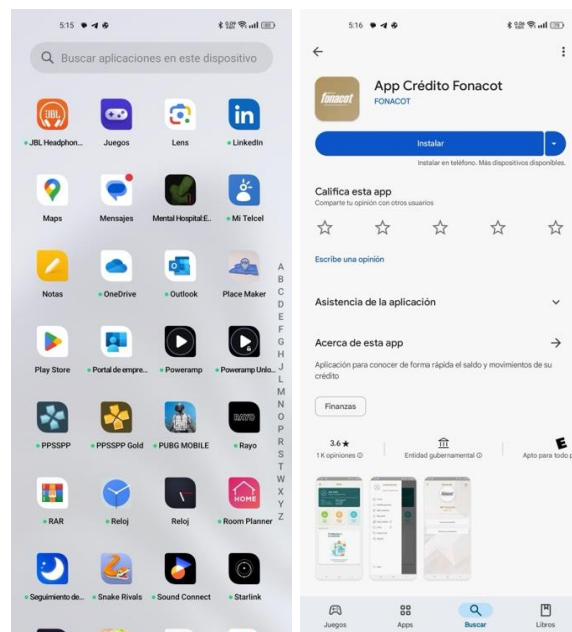 5:15
Buscar aplicaciones en este dispositivo
JBL
JBL Headphon...
Juegos
Lens
in
LinkedIn
Maps
Mensajes
Mental Hospital:E..
Mi Telcel
Notas
OneDrive
Outlook
Place Maker
Play Store
Portal de empre...
Poweramp
Poweramp Unlo...
PPSSPP
PPSSPP Gold
PUBG MOBILE
RAYO
Rayo
RAR
Reloj
Reloj
HOME
Room Planner
Seguimiento de...
Snake Rivals
Sound Connect
Starlink
A
B
C
D
E
F
G
H
J
L
M
N
O
P
R
S
T
W
X
Y
Z
5:16
fonacot
App Crédito Fonacot
FONACOT
Instalar
Instalar en teléfono. Más dispositivos disponibles.
Califica esta app
Comparte tu opinión con otros usuarios
Escribe una opinión
Asistencia de la aplicación
Acerca de esta app
Aplicación para conocer de forma rápida el saldo y movimientos de su
crédito
Finanzas
3.6★
1 K opiniones
Entidad gubernamental
E
Apto para todo p
fonacot
Juegos
Apps
Buscar
Libros